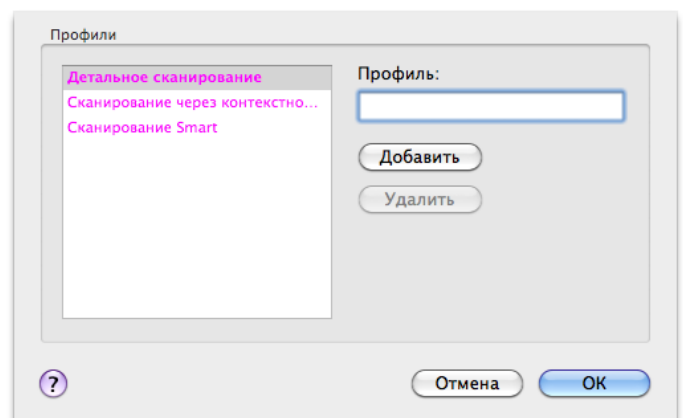 Профили
Детальное сканирование
Сканирование через контекстно...
Сканирование Smart
Профиль:
Добавить
Удалить
?
Отмена
OK